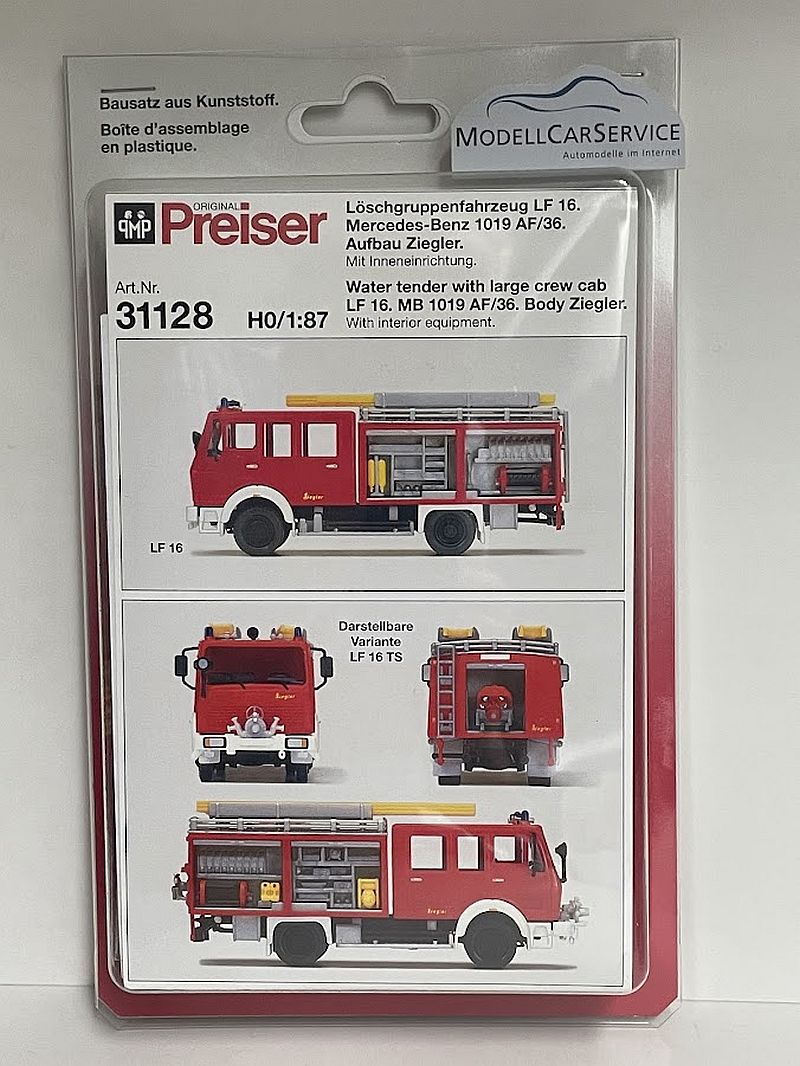 Bausatz aus Kunststoff.
Boîte d'assemblage
en plastique.
MODELLCARSERVICE
Automodelle im Internet
PMP
ORIGINAL
Preiser
Löschgruppenfahrzeug LF 16.
Mercedes-Benz 1019 AF/36.
Aufbau Ziegler.
Mit Inneneinrichtung.
Art.Nr.
31128
H0/1:87
Water tender with large crew cab
LF 16. MB 1019 AF/36. Body Ziegler.
With interior equipment.
Ziegler
LF 16
Darstellbare
Variante
LF 16 TS
Ziegler
Ziegler
Ziegler